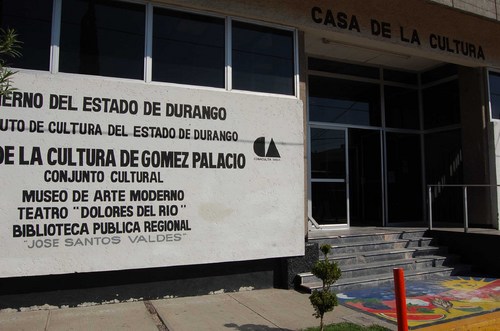 CASA DE LA CULTURA
ERNO DEL ESTADO DE DURANGO
UTO DE CULTURA DEL ESTADO DE DURANGO
DE LA CULTURA DE GOMEZ PALACIO
CONJUNTO CULTURAL
MUSEO DE ARTE MODERNO
TEATRO "DOLORES DEL RIO"
BIBLIOTECA PUBLICA REGIONAL
"JOSE SANTOS VALDES"
CA